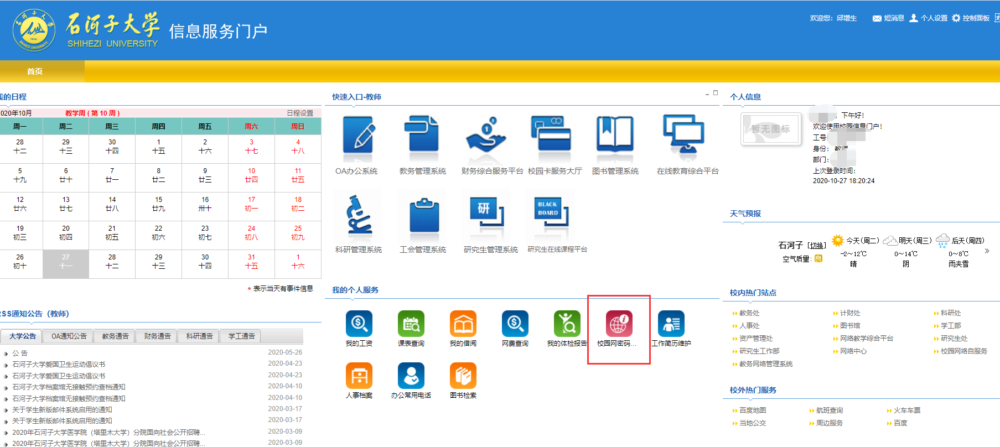 石河子大学
SHIHEZI UNIVERSITY
信息服务门户
欢迎您: 邱增生
短消息
个人设置
控制面板
首页
我的日程
020年10月
教学周 ( 第 10 周 )
日程设置
周一 周二 周三 周四 周五 周六 周日
28 29 30 1 2 3 4
十二 十三 十四 十五 十六 十七 十八
5 6 7 8 9 10 11
十九 廿十 廿一 廿二 廿三 廿四 廿五
12 13 14 15 16 17 18
廿六 廿七 廿八 廿九 卅十 初一 初二
19 20 21 22 23 24 25
初三 初四 初五 初六 初七 初八 初九
26 27 28 29 30 31 1
初十 十一 十二 十三 十四 十五 十六
表示当天有事件信息
RSS通知公告（教师）
大学公告 OA通知公告 教务通告 财务通告 科研通告 学工通告
公 告 2020-05-26
石河子大学爱国卫生运动倡议书 2020-04-23
石河子大学爱国卫生运动倡议书 2020-04-23
石河子大学档案馆无接触预约查档通知 2020-04-10
石河子大学档案馆无接触预约查档通知 2020-04-10
关于学生新版邮件系统启用的通知 2020-03-17
关于学生新版邮件系统启用的通知 2020-03-17
2020年石河子大学医学院（塔里木大学）分院面向社会公开招聘... 2020-03-09
2020年石河子大学医学院（塔里木大学）分院面向社会公开招聘... 2020-03-09
快速入口-教师
OA办公系统 教务管理系统 财务综合服务平台 校园卡服务大厅 图书管理系统 在线教育综合平台
研
BLACK
BOARD
科研管理系统 工会管理系统 研究生管理系统 研究生在线课程平台
我的个人服务
我的工资 课表查询 我的借阅 网费查询 我的体检报告 校园网密码... 工作简历维护
人事档案 办公常用电话 图书检索
个人信息
暂无图标
，下午好!
欢迎使用校园信息门户!
工号
身份: 教师
部门:
上次登录时间:
2020-10-27 18:20:24
天气预报
石河子 [切换]
空气质量: 良
今天(周二) 明天(周三) 后天(周四)
-2～12℃ 0～14℃ 0～8℃
晴 阴 雨夹雪
校内热门站点
教务处 计财处 科研处
人事处 图书馆 学工部
资产管理处 网络教学综合平台 研究生处
研究生工作部 网络中心 校园网络自服务
教务网络管理系统
校外热门服务
百度地图 航班查询 火车车票
当地公交 周边服务 百度